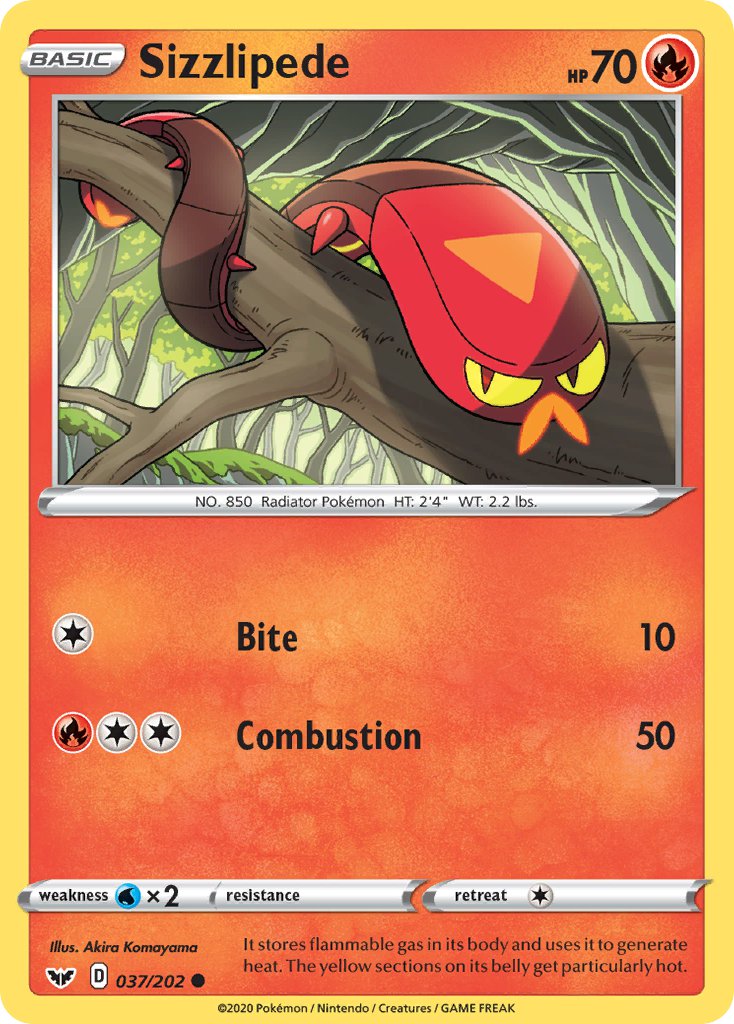 BASIC Sizzlipede HP 70
NO. 850 Radiator Pokémon HT: 2'4" WT: 2.2 lbs.
Bite 10
Combustion 50
weakness ×2 resistance retreat
Illus. Akira Komayama
It stores flammable gas in its body and uses it to generate
heat. The yellow sections on its belly get particularly hot.
D 037/202
©2020 Pokémon / Nintendo / Creatures / GAME FREAK